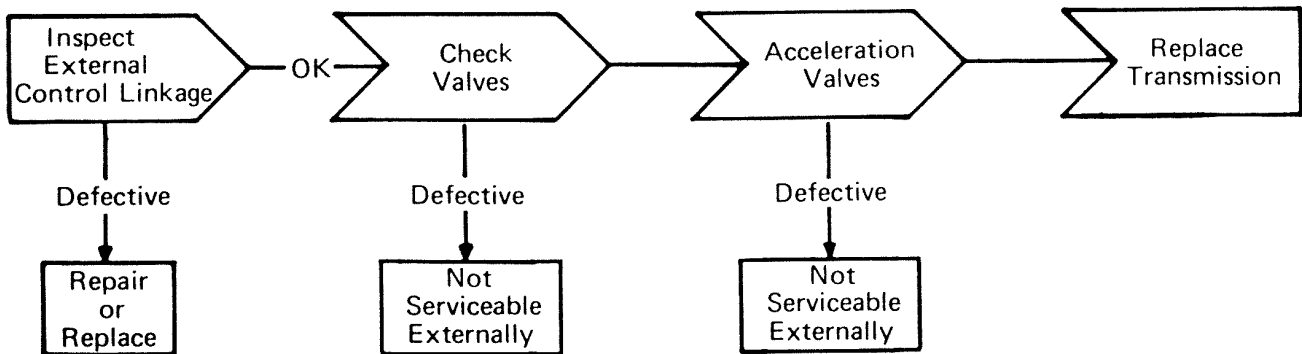 Inspect
External
Control Linkage
OK
Check
Valves
Acceleration
Valves
Replace
Transmission
Defective
Defective
Defective
Repair
or
Replace
Not
Serviceable
Externally
Not
Serviceable
Externally